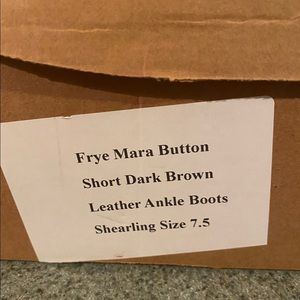 Frye Mara Button
Short Dark Brown
Leather Ankle Boots
Shearling Size 7.5